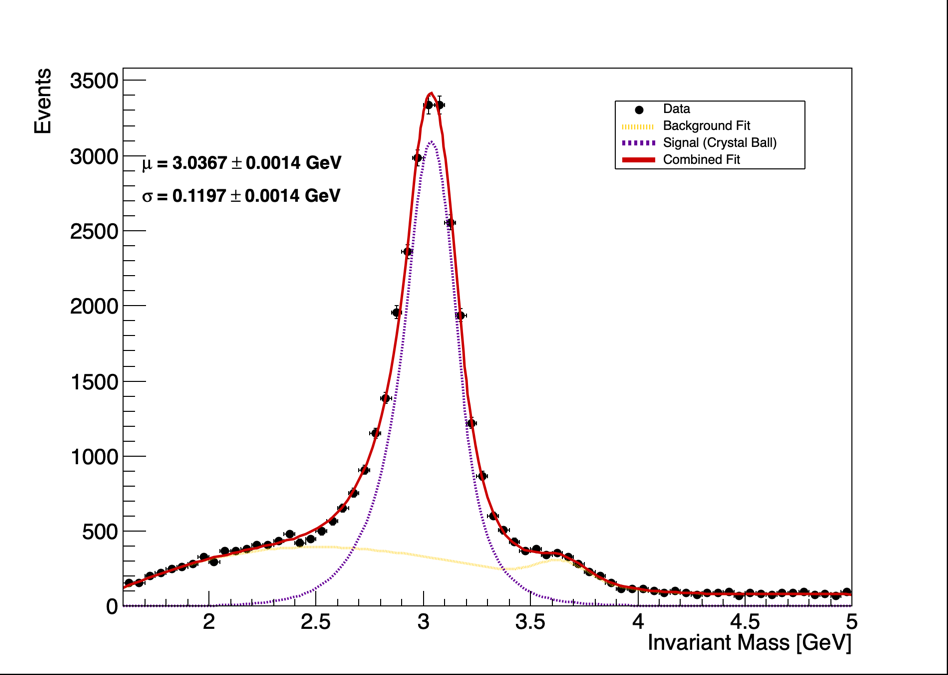 Events
3500
3000
2500
2000
1500
1000
500
0
μ = 3.0367 ± 0.0014 GeV
σ = 0.1197 ± 0.0014 GeV
Data
Background Fit
Signal (Crystal Ball)
Combined Fit
2 2.5 3 3.5 4 4.5 5
Invariant Mass [GeV]